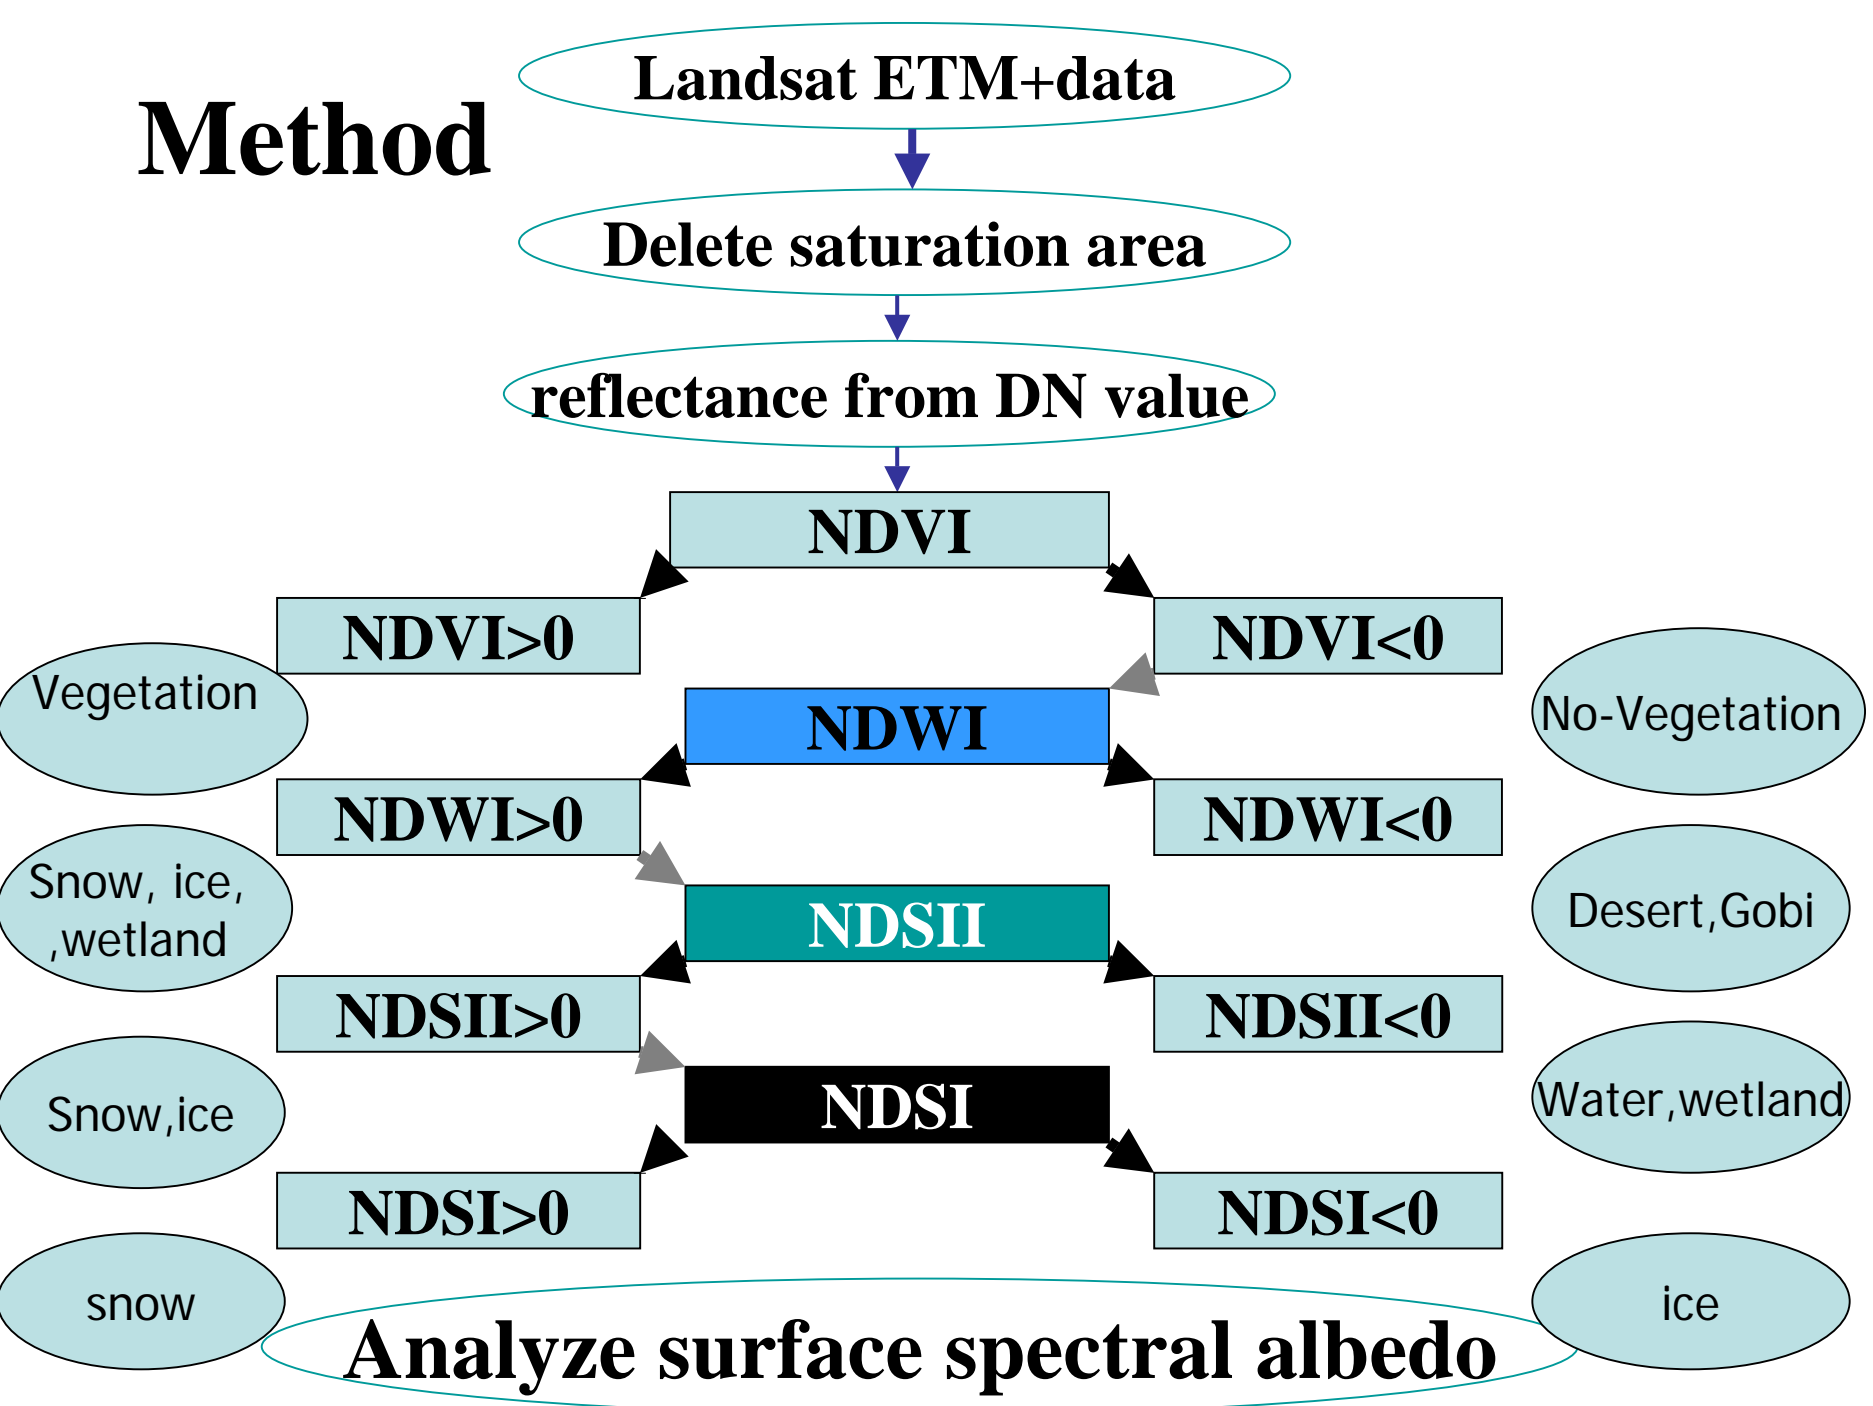 Method
Landsat ETM+data
Delete saturation area
reflectance from DN value
NDVI
NDVI>0
NDVI<0
Vegetation
No-Vegetation
NDWI
NDWI>0
NDWI<0
Snow, ice,
,wetland
Desert,Gobi
NDSII
NDSII>0
NDSII<0
Snow,ice
Water,wetland
NDSI
NDSI>0
NDSI<0
snow
ice
Analyze surface spectral albedo